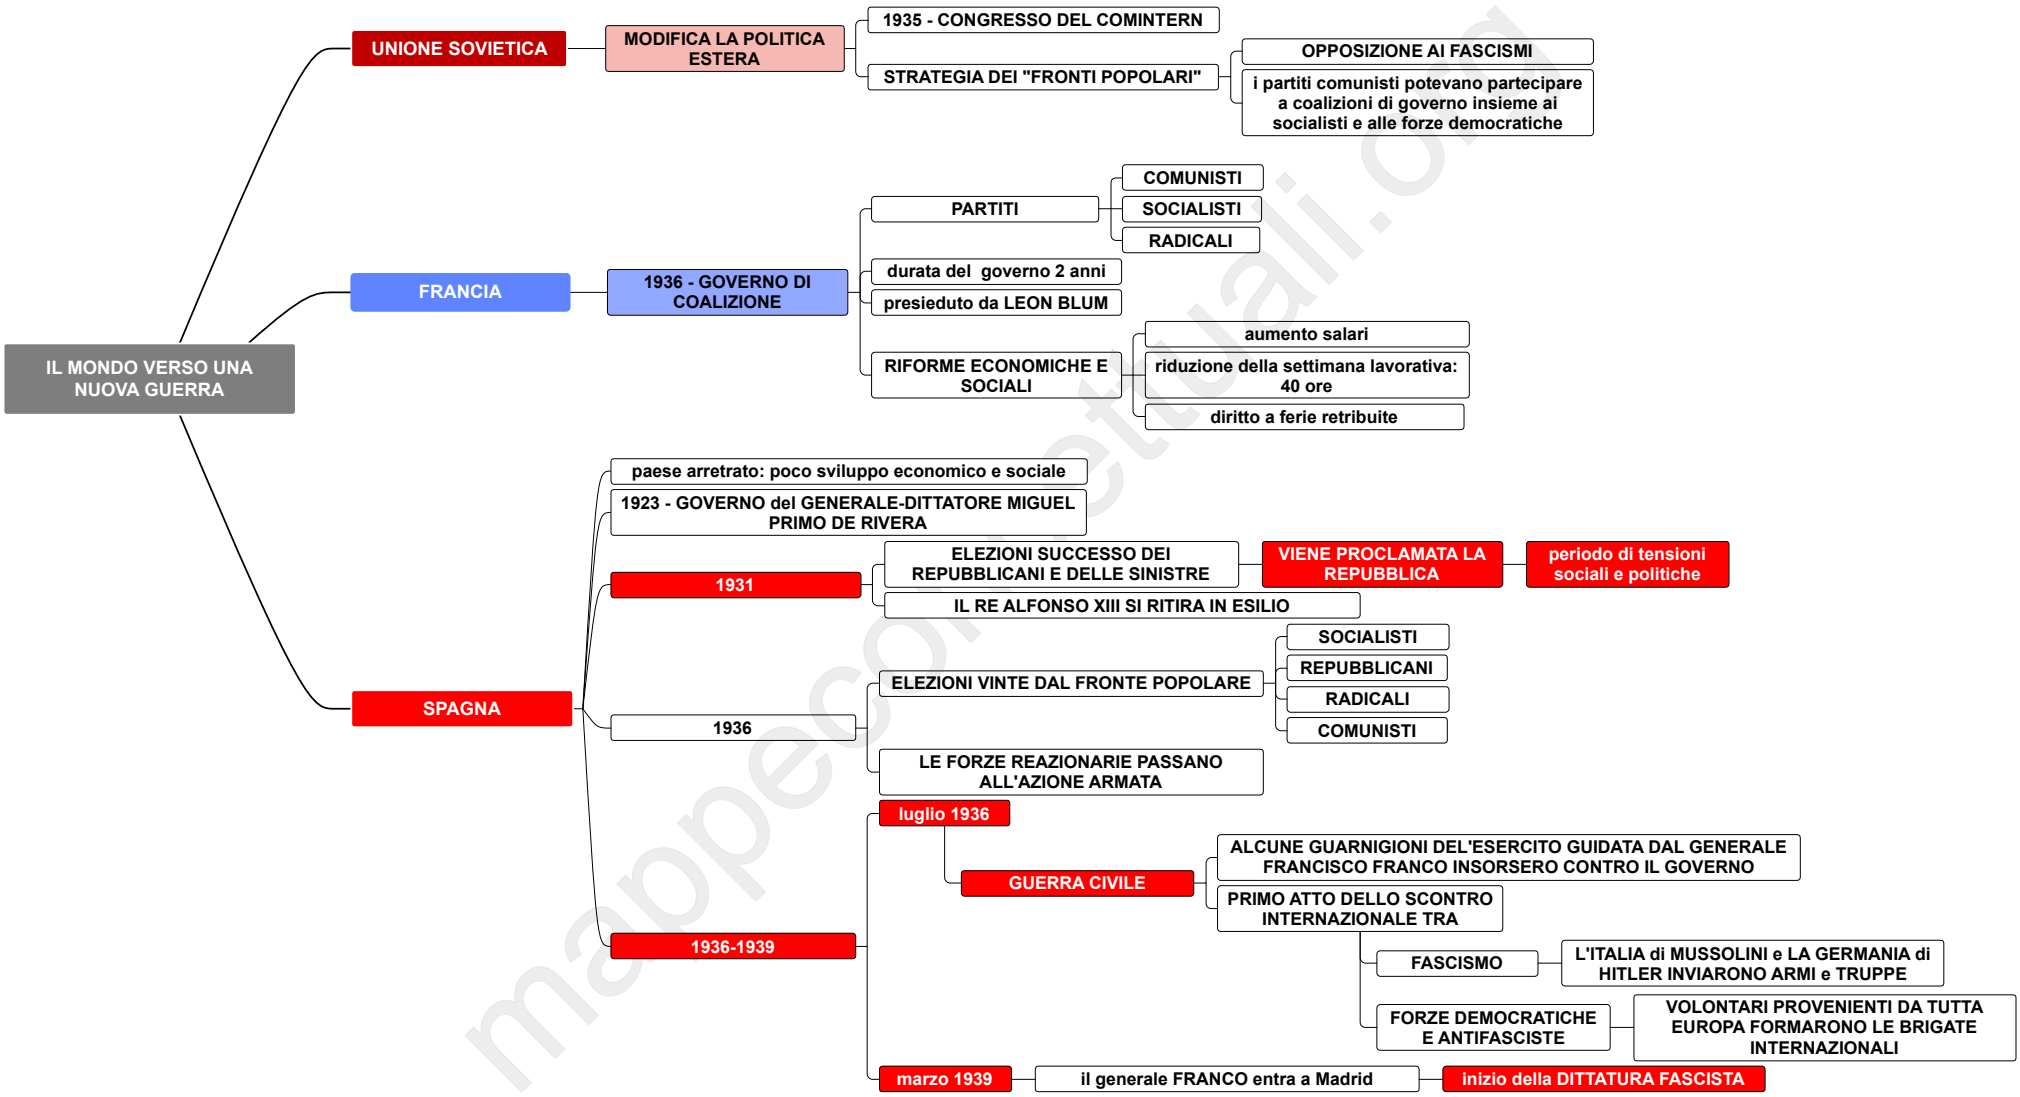 UNIONE SOVIETICA
MODIFICA LA POLITICA
ESTERA
1935 - CONGRESSO DEL COMINTERN
STRATEGIA DEI "FRONTI POPOLARI"
OPPOSIZIONE AI FASCISMI
i partiti comunisti potevano partecipare
a coalizioni di governo insieme ai
socialisti e alle forze democratiche
FRANCIA
1936 - GOVERNO DI
COALIZIONE
PARTITI
COMUNISTI
SOCIALISTI
RADICALI
durata del  governo 2 anni
presieduto da LEON BLUM
RIFORME ECONOMICHE E
SOCIALI
aumento salari
riduzione della settimana lavorativa:
40 ore
diritto a ferie retribuite
IL MONDO VERSO UNA
NUOVA GUERRA
SPAGNA
paese arretrato: poco sviluppo economico e sociale
1923 - GOVERNO del GENERALE-DITTATORE MIGUEL
PRIMO DE RIVERA
1931
ELEZIONI SUCCESSO DEI
REPUBBLICANI E DELLE SINISTRE
VIENE PROCLAMATA LA
REPUBBLICA
periodo di tensioni
sociali e politiche
IL RE ALFONSO XIII SI RITIRA IN ESILIO
1936
ELEZIONI VINTE DAL FRONTE POPOLARE
SOCIALISTI
REPUBBLICANI
RADICALI
COMUNISTI
LE FORZE REAZIONARIE PASSANO
ALL'AZIONE ARMATA
1936-1939
luglio 1936
GUERRA CIVILE
ALCUNE GUARNIGIONI DEL'ESERCITO GUIDATA DAL GENERALE
FRANCISCO FRANCO INSORSERO CONTRO IL GOVERNO
PRIMO ATTO DELLO SCONTRO
INTERNAZIONALE TRA
FASCISMO
L'ITALIA di MUSSOLINI e LA GERMANIA di
HITLER INVIARONO ARMI e TRUPPE
FORZE DEMOCRATICHE
E ANTIFASCISTE
VOLONTARI PROVENIENTI DA TUTTA
EUROPA FORMARONO LE BRIGATE
INTERNAZIONALI
marzo 1939
il generale FRANCO entra a Madrid
inizio della DITTATURA FASCISTA
mappeconcettuali.org